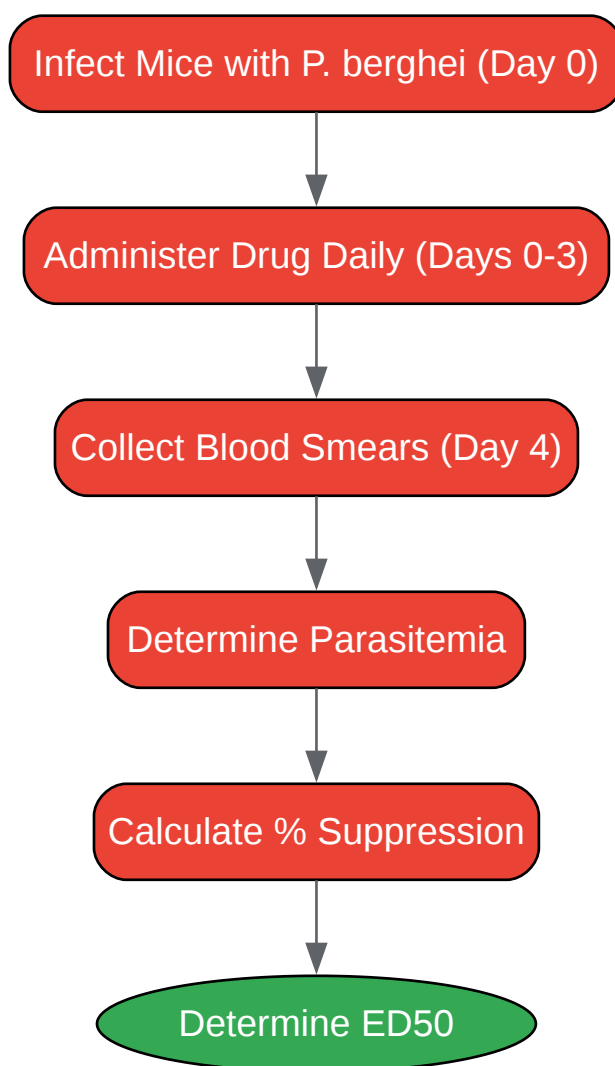 Infect Mice with P. berghei (Day 0)
Administer Drug Daily (Days 0-3)
Collect Blood Smears (Day 4)
Determine Parasitemia
Calculate % Suppression
Determine ED50